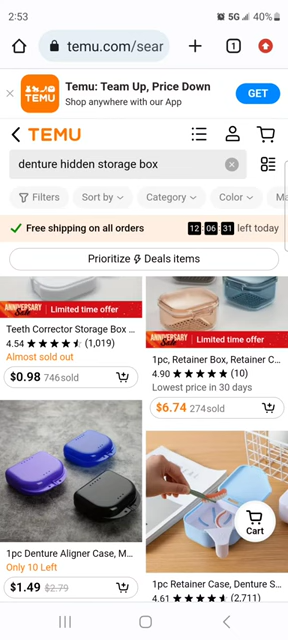 2:53
5G 40%
temu.com/sear
1
TEMU
Temu: Team Up, Price Down
Shop anywhere with our App
GET
TEMU
denture hidden storage box
Filters
Sort by
Category
Color
Ma
Free shipping on all orders
12:06:31 left today
Prioritize Deals items
ANNIVERSARY Sale
Limited time offer
Teeth Corrector Storage Box ...
4.54 (1,019)
Almost sold out
$0.98 746sold
ANNIVERSARY Sale
Limited time offer
1pc, Retainer Box, Retainer C...
4.90 (10)
Lowest price in 30 days
$6.74 274sold
1pc Denture Aligner Case, M...
Only 10 Left
$1.49 $2.79
Cart
1pc Retainer Case, Denture S...
4.61 (2,711)